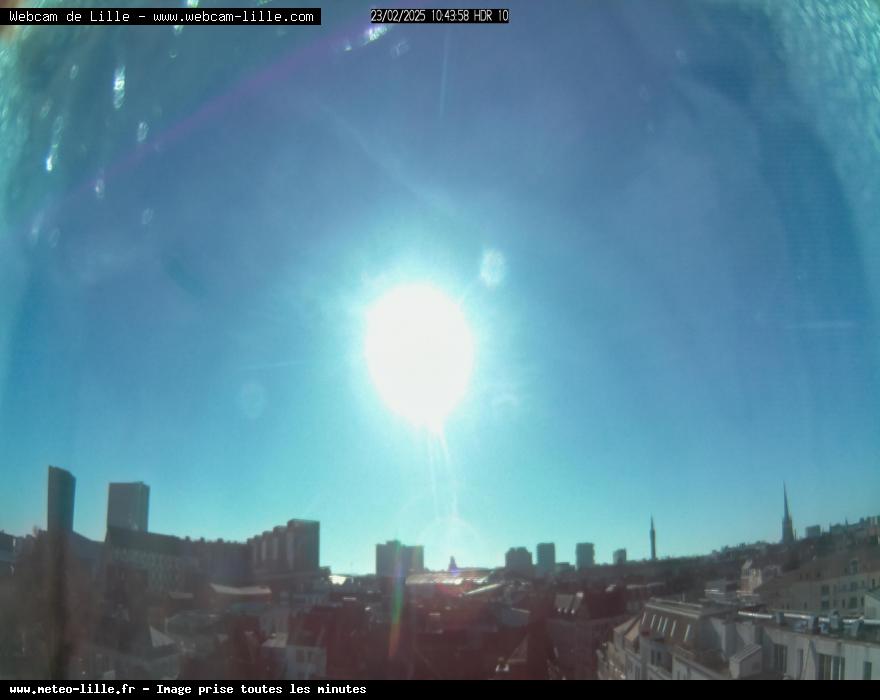 Webcam de Lille - www.webcam-lille.com
23/02/2025 10:43:58 HDR 10
www.meteo-lille.fr - Image prise toutes les minutes